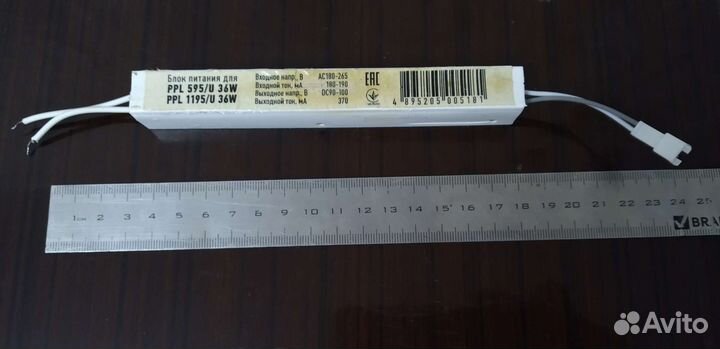 Блок питания для
PPL 595/U 36W
PPL 1195/U 36W
Входное напр., В AC180-265
Входной ток, мА 180-190
Выходное напр., В DC90-100
Выходной ток, мА 370
EAC
4 895205 005181
1см 2 3 4 5 6 7 8 9 10 11 12 13 14 15 16 17 18 19 20 21 22 23 24 25
BRA
Avito